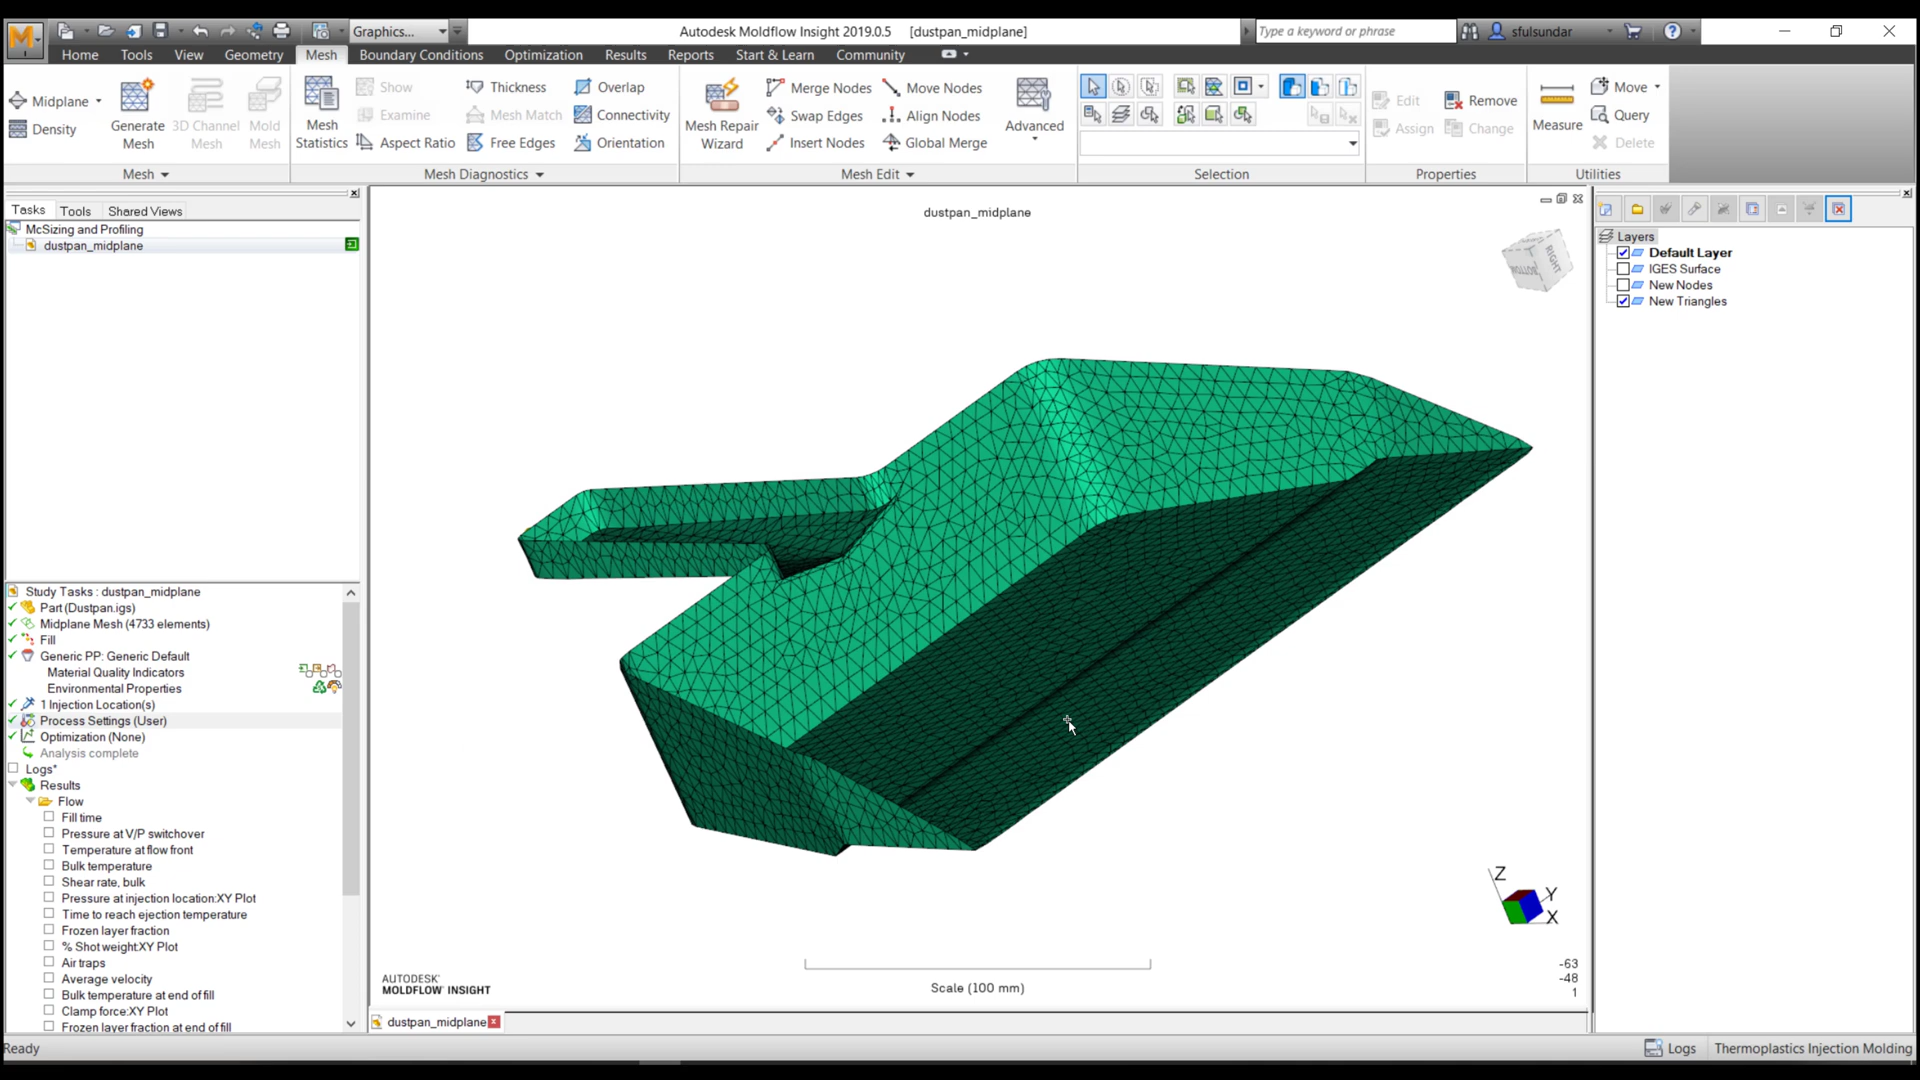 Graphics...
Autodesk Moldflow Insight 2019.0.5 [dustpan_midplane]
Type a keyword or phrase
sfulsundar
Home Tools View Geometry Mesh Boundary Conditions Optimization Results Reports Start & Learn Community
Midplane
Density
Generate Mesh
3D Channel Mesh
Mold Mesh
Mesh
Mesh Statistics
Show
Examine
Aspect Ratio
Thickness
Mesh Match
Free Edges
Overlap
Connectivity
Orientation
Mesh Diagnostics
Mesh Repair Wizard
Merge Nodes
Swap Edges
Insert Nodes
Move Nodes
Align Nodes
Global Merge
Advanced
Mesh Edit
Selection
Edit
Assign
Remove
Change
Properties
Measure
Move
Query
Delete
Utilities
Tasks Tools Shared Views
McSizing and Profiling
dustpan_midplane
Study Tasks : dustpan_midplane
Part (Dustpan.igs)
Midplane Mesh (4733 elements)
Fill
Generic PP: Generic Default
Material Quality Indicators
Environmental Properties
1 Injection Location(s)
Process Settings (User)
Optimization (None)
Analysis complete
Logs*
Results
Flow
Fill time
Pressure at V/P switchover
Temperature at flow front
Bulk temperature
Shear rate, bulk
Pressure at injection location:XY Plot
Time to reach ejection temperature
Frozen layer fraction
% Shot weight:XY Plot
Air traps
Average velocity
Bulk temperature at end of fill
Clamp force:XY Plot
Frozen layer fraction at end of fill
dustpan_midplane
BOTTOM
RIGHT
Z
Y
X
-63
-48
1
Scale (100 mm)
AUTODESK
MOLDFLOW INSIGHT
dustpan_midplane
Layers
Default Layer
IGES Surface
New Nodes
New Triangles
Ready
Logs
Thermoplastics Injection Molding